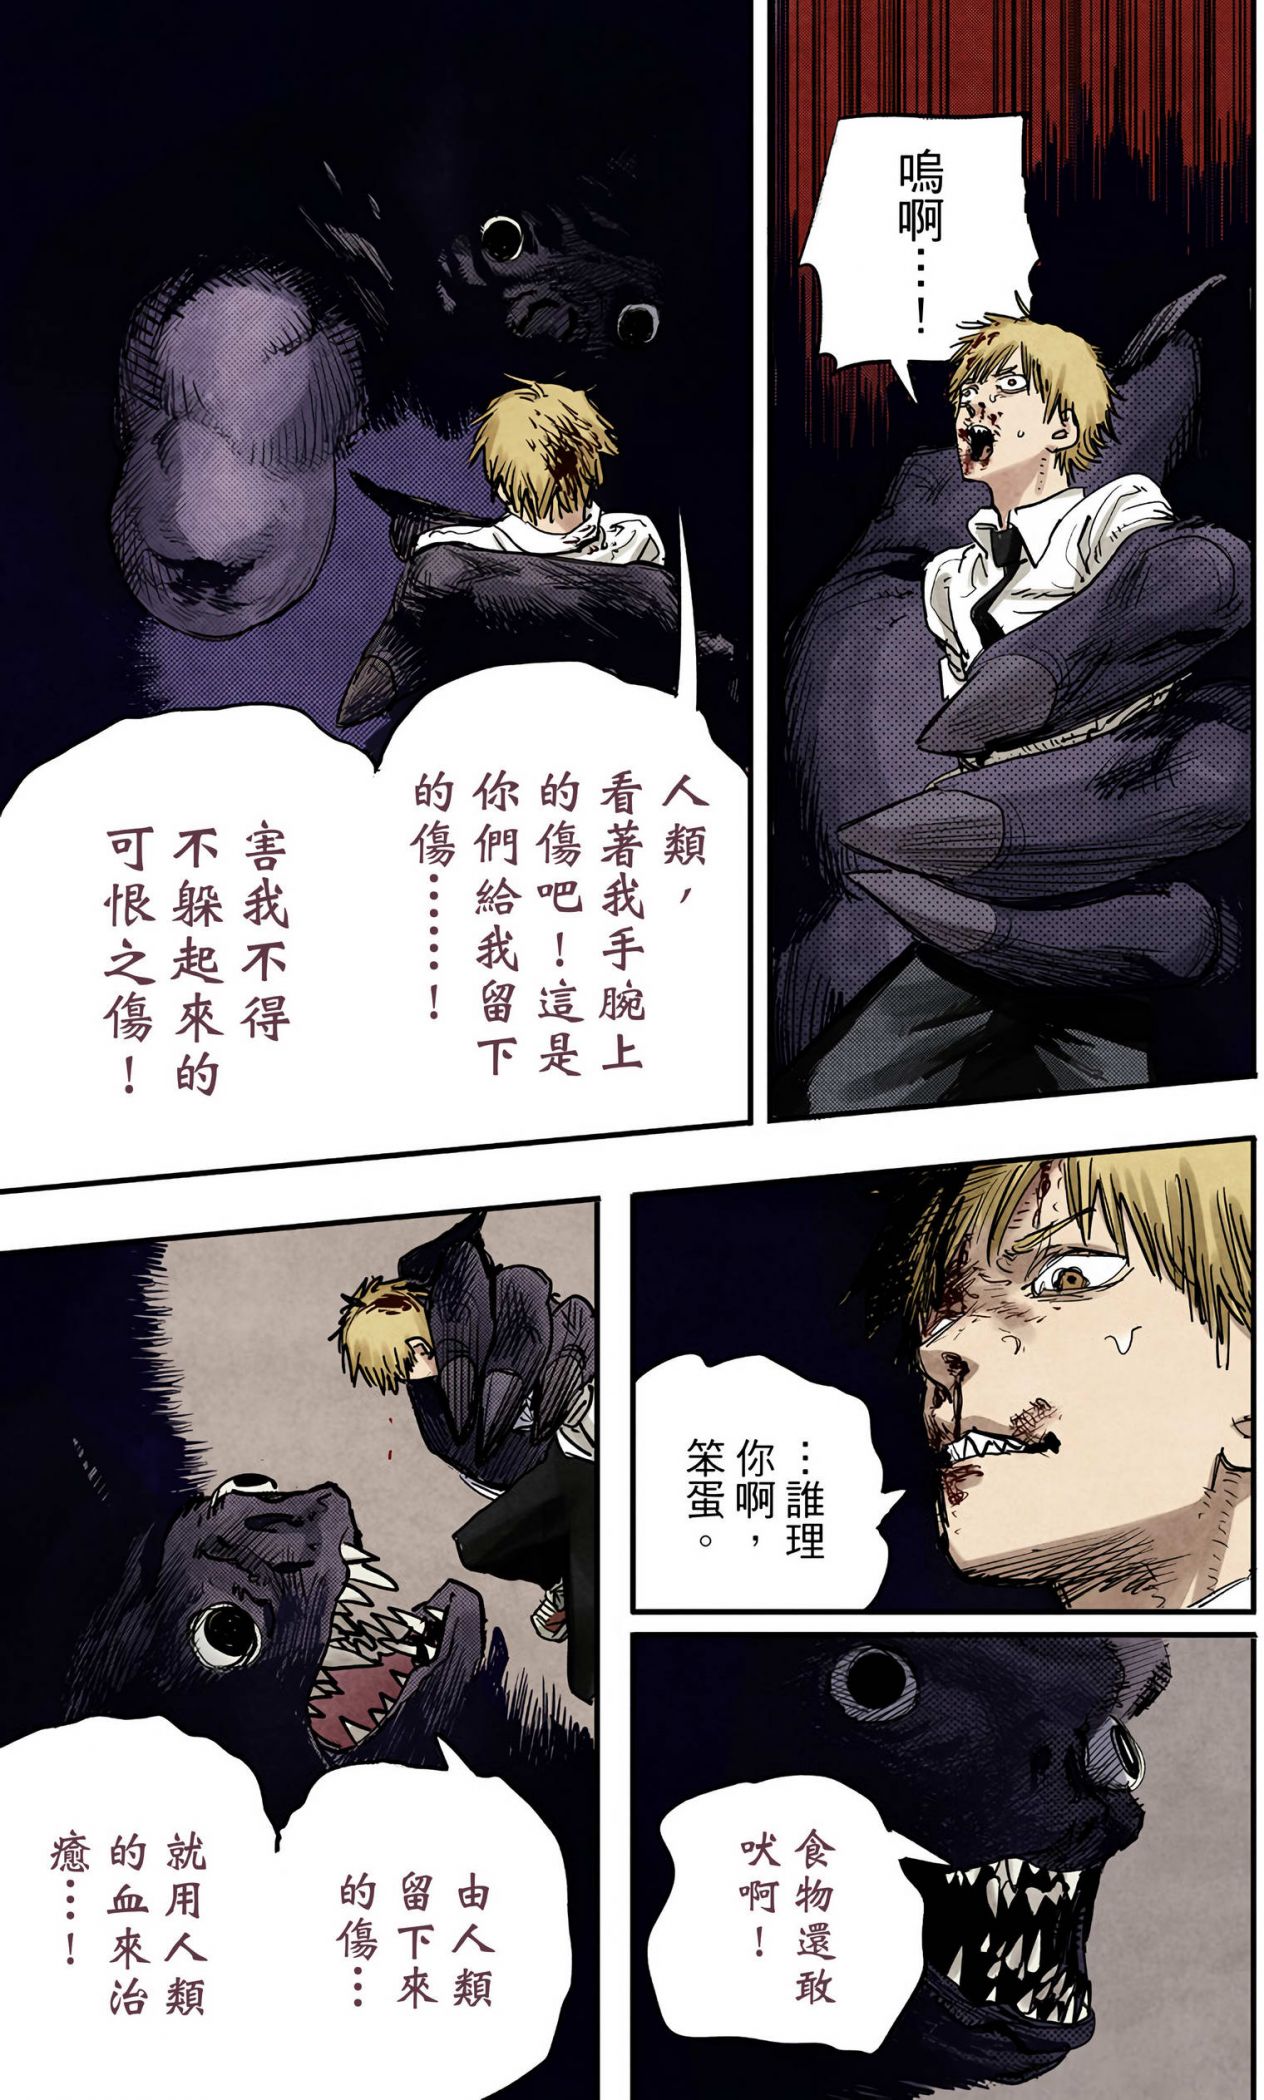 嗚啊…！
人類，
看著我手腕上
的傷吧！這是
你們給我留下
的傷………！
害我不得
不躲起來的
可恨之傷！
…誰理
你啊，
笨蛋。
食物還敢
吠啊！
由人類
留下來
的傷…
就用人類
的血來治
癒…！